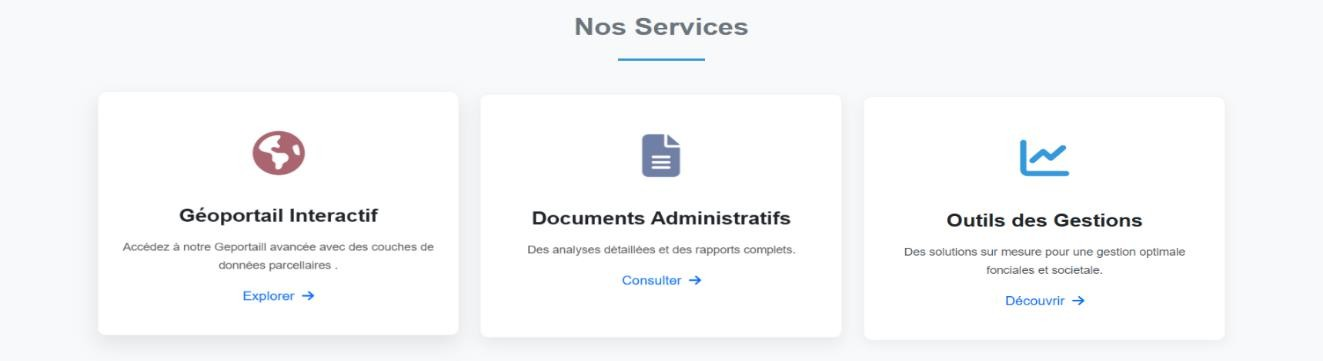 Nos Services
Géoportail Interactif
Accédez à notre Geportaill avancée avec des couches de
données parcellaires .
Explorer →
Documents Administratifs
Des analyses détaillées et des rapports complets.
Consulter →
Outils des Gestions
Des solutions sur mesure pour une gestion optimale
fonciales et societale.
Découvrir →